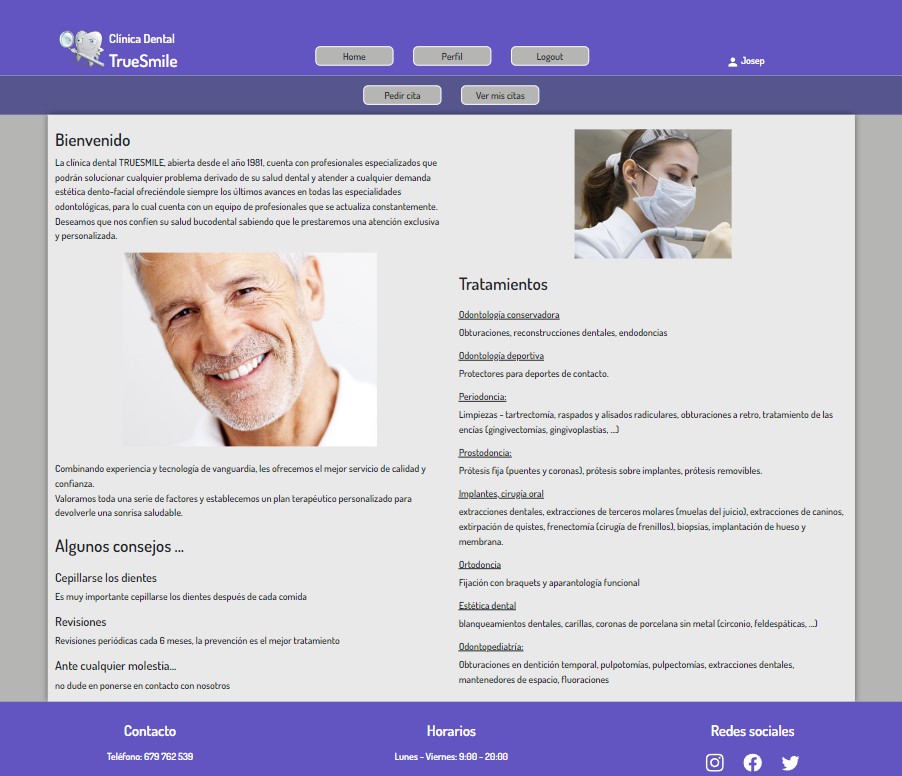 Clínica Dental
TrueSmile
Home
Perfil
Logout
Josep
Pedir cita
Ver mis citas
Bienvenido
La clínica dental TRUESMILE, abierta desde el año 1981, cuenta con profesionales especializados que
podrán solucionar cualquier problema derivado de su salud dental y atender a cualquier demanda
estética dento-facial ofreciéndole siempre los últimos avances en todas las especialidades
odontológicas, para lo cual cuenta con un equipo de profesionales que se actualiza constantemente.
Deseamos que nos confíen su salud bucodental sabiendo que le prestaremos una atención exclusiva
y personalizada.
Combinando experiencia y tecnología de vanguardia, les ofrecemos el mejor servicio de calidad y
confianza.
Valoramos toda una serie de factores y establecemos un plan terapéutico personalizado para
devolverle una sonrisa saludable.
Algunos consejos ...
Cepillarse los dientes
Es muy importante cepillarse los dientes después de cada comida
Revisiones
Revisiones periódicas cada 6 meses, la prevención es el mejor tratamiento
Ante cualquier molestia...
no dude en ponerse en contacto con nosotros
Tratamientos
Odontología conservadora
Obturaciones, reconstrucciones dentales, endodoncias
Odontología deportiva
Protectores para deportes de contacto.
Periodoncia:
Limpiezas - tartrectomía, raspados y alisados radiculares, obturaciones a retro, tratamiento de las
encías (gingivectomías, gingivoplastias, ...)
Prostodoncia:
Prótesis fija (puentes y coronas), prótesis sobre implantes, prótesis removibles.
Implantes, cirugía oral
extracciones dentales, extracciones de terceros molares (muelas del juicio), extracciones de caninos,
extirpación de quistes, frenectomía (cirugía de frenillos), biopsias, implantación de hueso y
membrana.
Ortodoncia
Fijación con braquets y aparantología funcional
Estética dental
blanqueamientos dentales, carillas, coronas de porcelana sin metal (circonio, feldespáticas, ...)
Odontopediatria:
Obturaciones en dentición temporal, pulpotomías, pulpectomías, extracciones dentales,
mantenedores de espacio, fluoraciones
Contacto
Teléfono: 679 762 539
Horarios
Lunes - Viernes: 9:00 - 20:00
Redes sociales